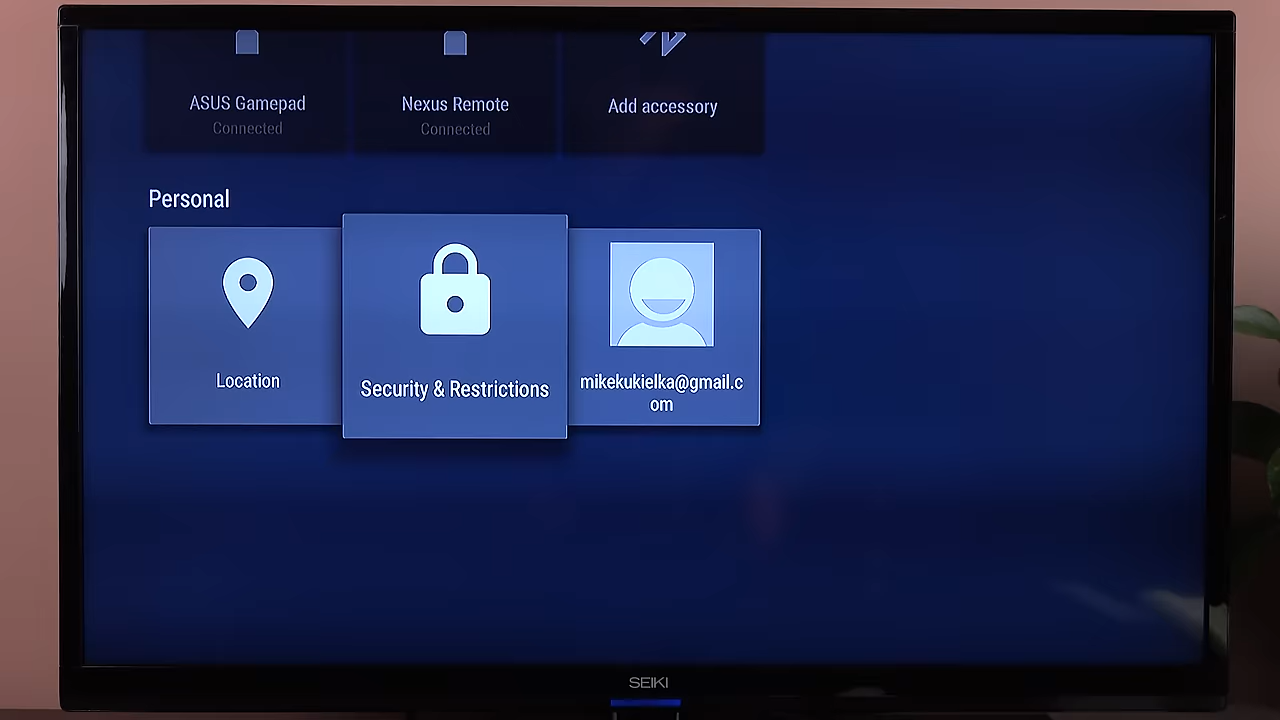 ASUS Gamepad
Connected
Nexus Remote
Connected
Add accessory
Personal
Location
Security & Restrictions
mikekukielka@gmail.c
om
SEIKI